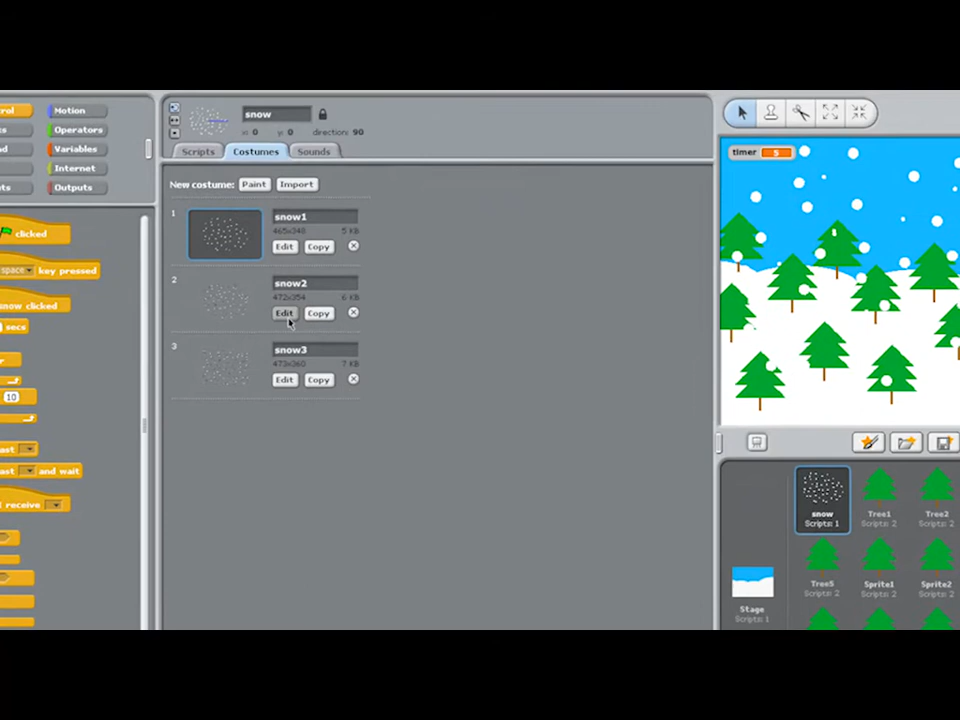 rol
Motion
Operators
Variables
Internet
Outputs
snow
x: 0 y: 0 direction: 90
Scripts
Costumes
Sounds
New costume:
Paint
Import
1
snow1
465x348 5 KB
Edit
Copy
2
snow2
472x354 6 KB
Edit
Copy
3
snow3
473x360 7 KB
Edit
Copy
clicked
space key pressed
snow clicked
secs
10
ast
ast and wait
receive
timer 5
snow
Scripts: 1
Tree1
Scripts: 2
Tree2
Scripts: 2
Tree5
Scripts: 2
Sprite1
Scripts: 2
Sprite2
Scripts: 2
Stage
Scripts: 1